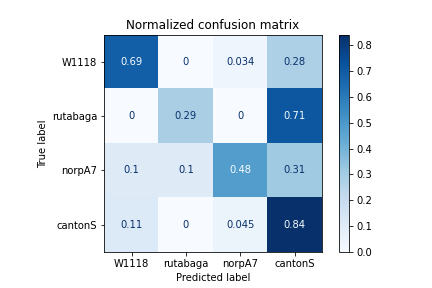 Normalized confusion matrix
W1118 0.69 0 0.034 0.28
rutabaga 0 0.29 0 0.71
norpA7 0.1 0.1 0.48 0.31
cantonS 0.11 0 0.045 0.84
W1118 rutabaga norpA7 cantonS
Predicted label
True label
0.8
0.7
0.6
0.5
0.4
0.3
0.2
0.1
0.0